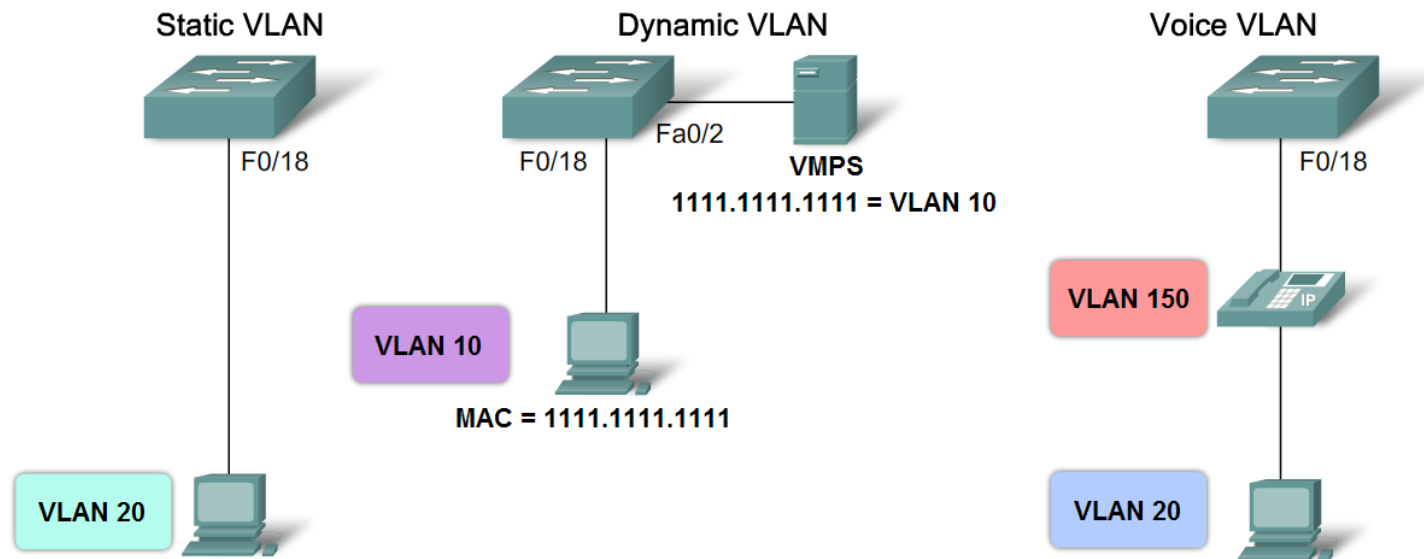 Static VLAN
F0/18
VLAN 20
Dynamic VLAN
Fa0/2
F0/18
VMPS
1111.1111.1111 = VLAN 10
VLAN 10
MAC = 1111.1111.1111
Voice VLAN
F0/18
VLAN 150
IP
VLAN 20